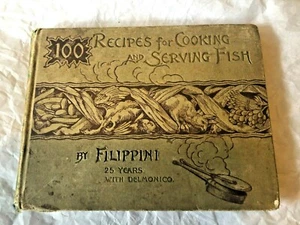 100 RECIPES for COOKING
AND SERVING FISH
BY FILIPPINI
25 YEARS
WITH DELMONICO.